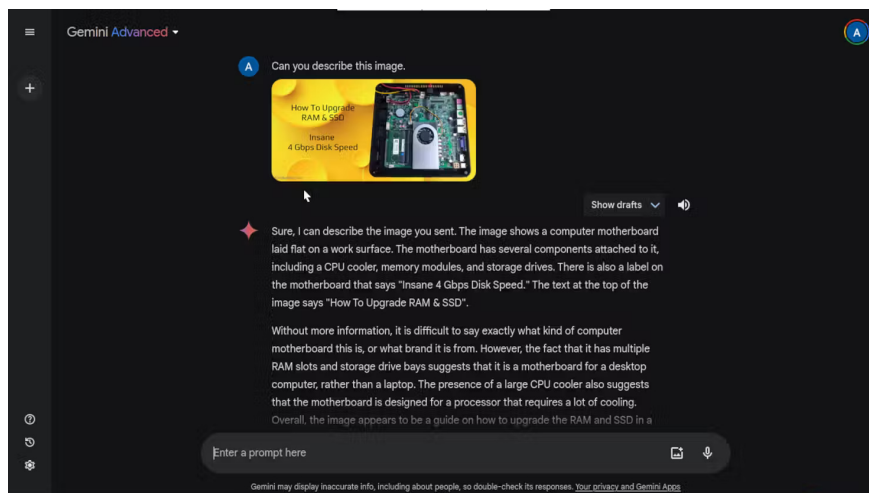 Gemini Advanced
A
A
Can you describe this image.
How To Upgrade
RAM & SSD
Insane
4 Gbps Disk Speed
Show drafts
Sure, I can describe the image you sent. The image shows a computer motherboard
laid flat on a work surface. The motherboard has several components attached to it,
including a CPU cooler, memory modules, and storage drives. There is also a label on
the motherboard that says "Insane 4 Gbps Disk Speed." The text at the top of the
image says "How To Upgrade RAM & SSD".
Without more information, it is difficult to say exactly what kind of computer
motherboard this is, or what brand it is from. However, the fact that it has multiple
RAM slots and storage drive bays suggests that it is a motherboard for a desktop
computer, rather than a laptop. The presence of a large CPU cooler also suggests
that the motherboard is designed for a processor that requires a lot of cooling.
Overall, the image appears to be a guide on how to upgrade the RAM and SSD in a
Enter a prompt here
Gemini may display inaccurate info, including about people, so double-check its responses. Your privacy and Gemini Apps